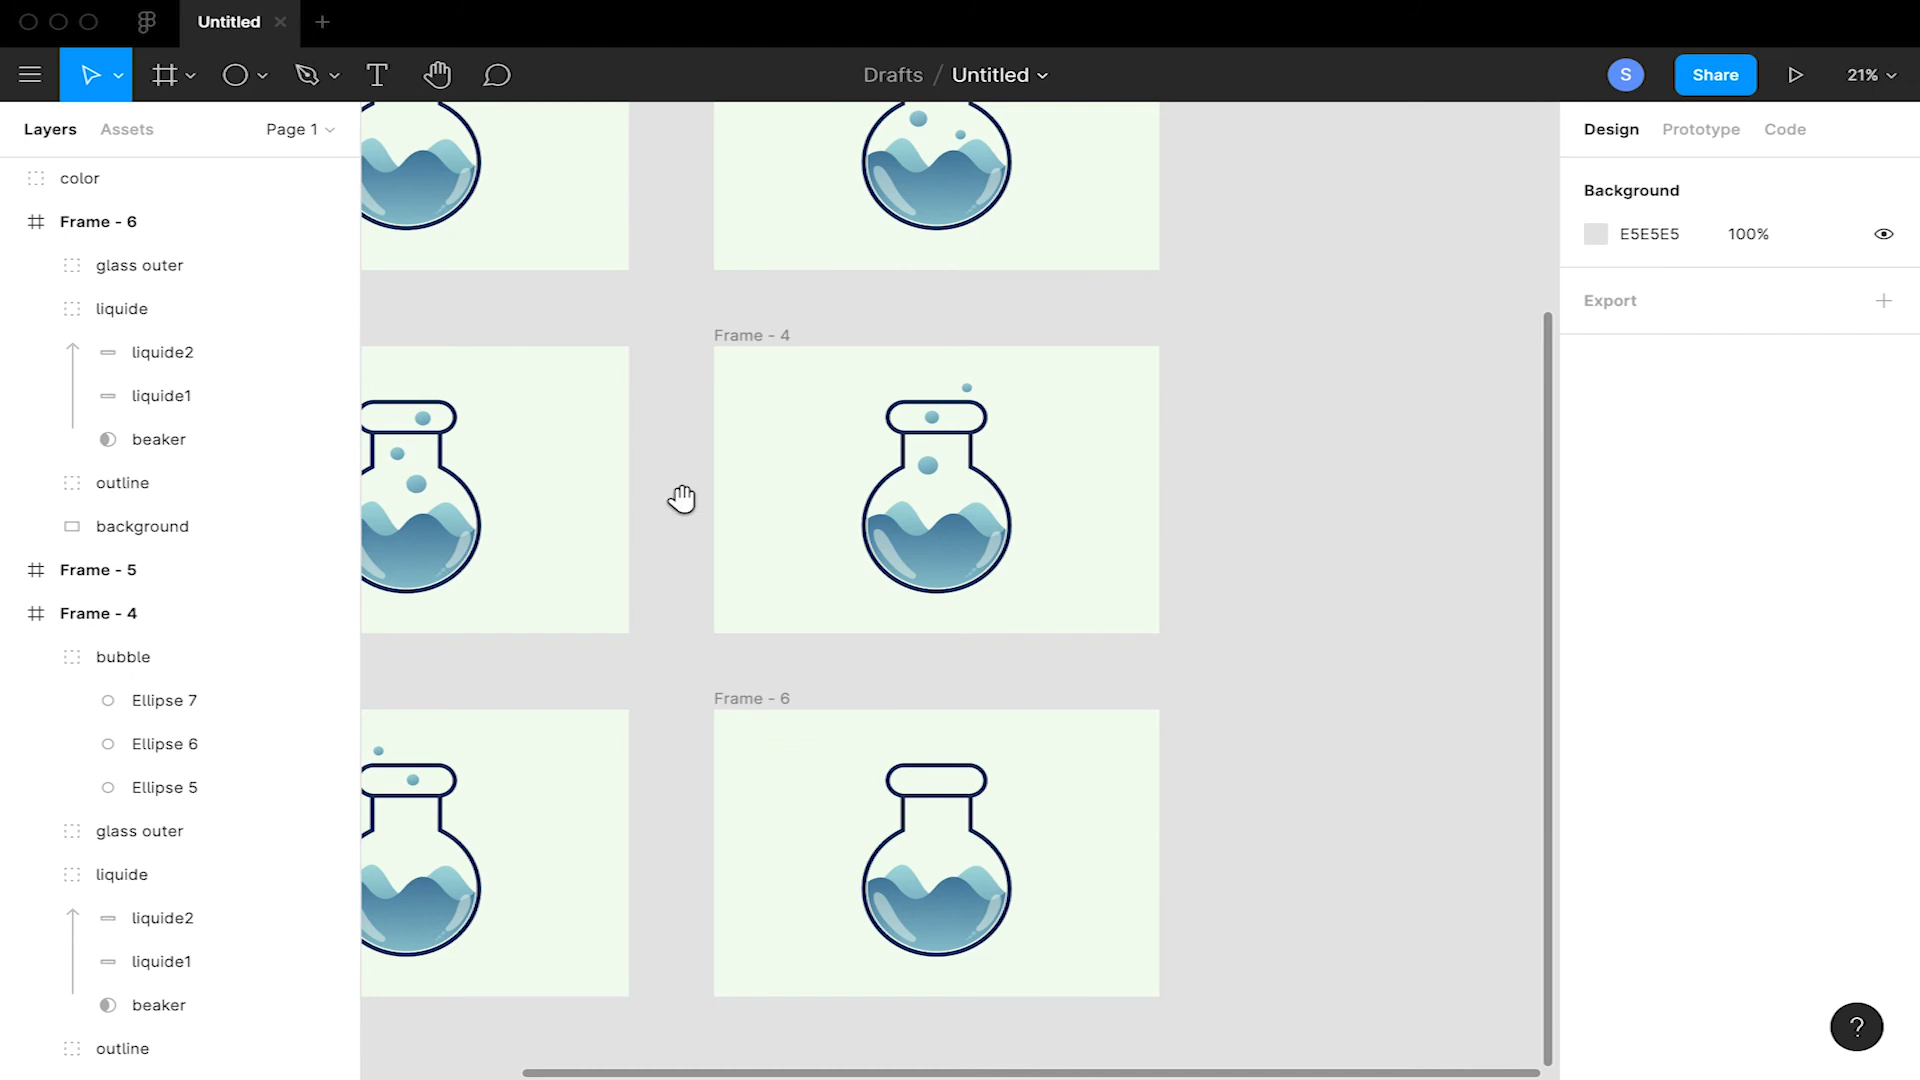 Untitled
Drafts / Untitled
S
Share
21%
Layers
Assets
Page 1
color
Frame - 6
glass outer
liquide
liquide2
liquide1
beaker
outline
background
Frame - 5
Frame - 4
bubble
Ellipse 7
Ellipse 6
Ellipse 5
glass outer
liquide
liquide2
liquide1
beaker
outline
Frame - 4
Frame - 6
Design
Prototype
Code
Background
E5E5E5
100%
Export
?